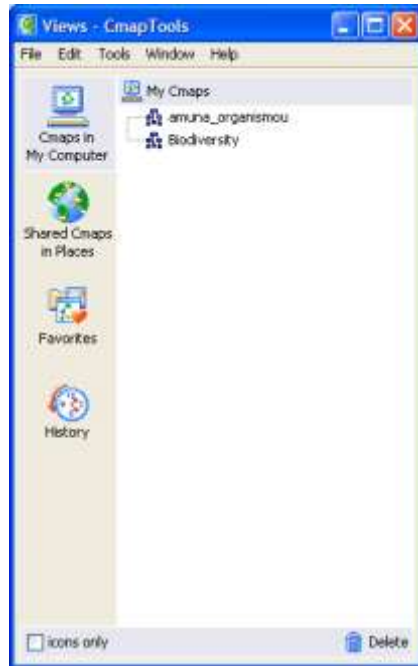 Views - CmapTools
File Edit Tools Window Help
My Cmaps
amuna_organismou
Biodiversity
Cmaps in
My Computer
Shared Cmaps
in Places
Favorites
History
icons only
Delete